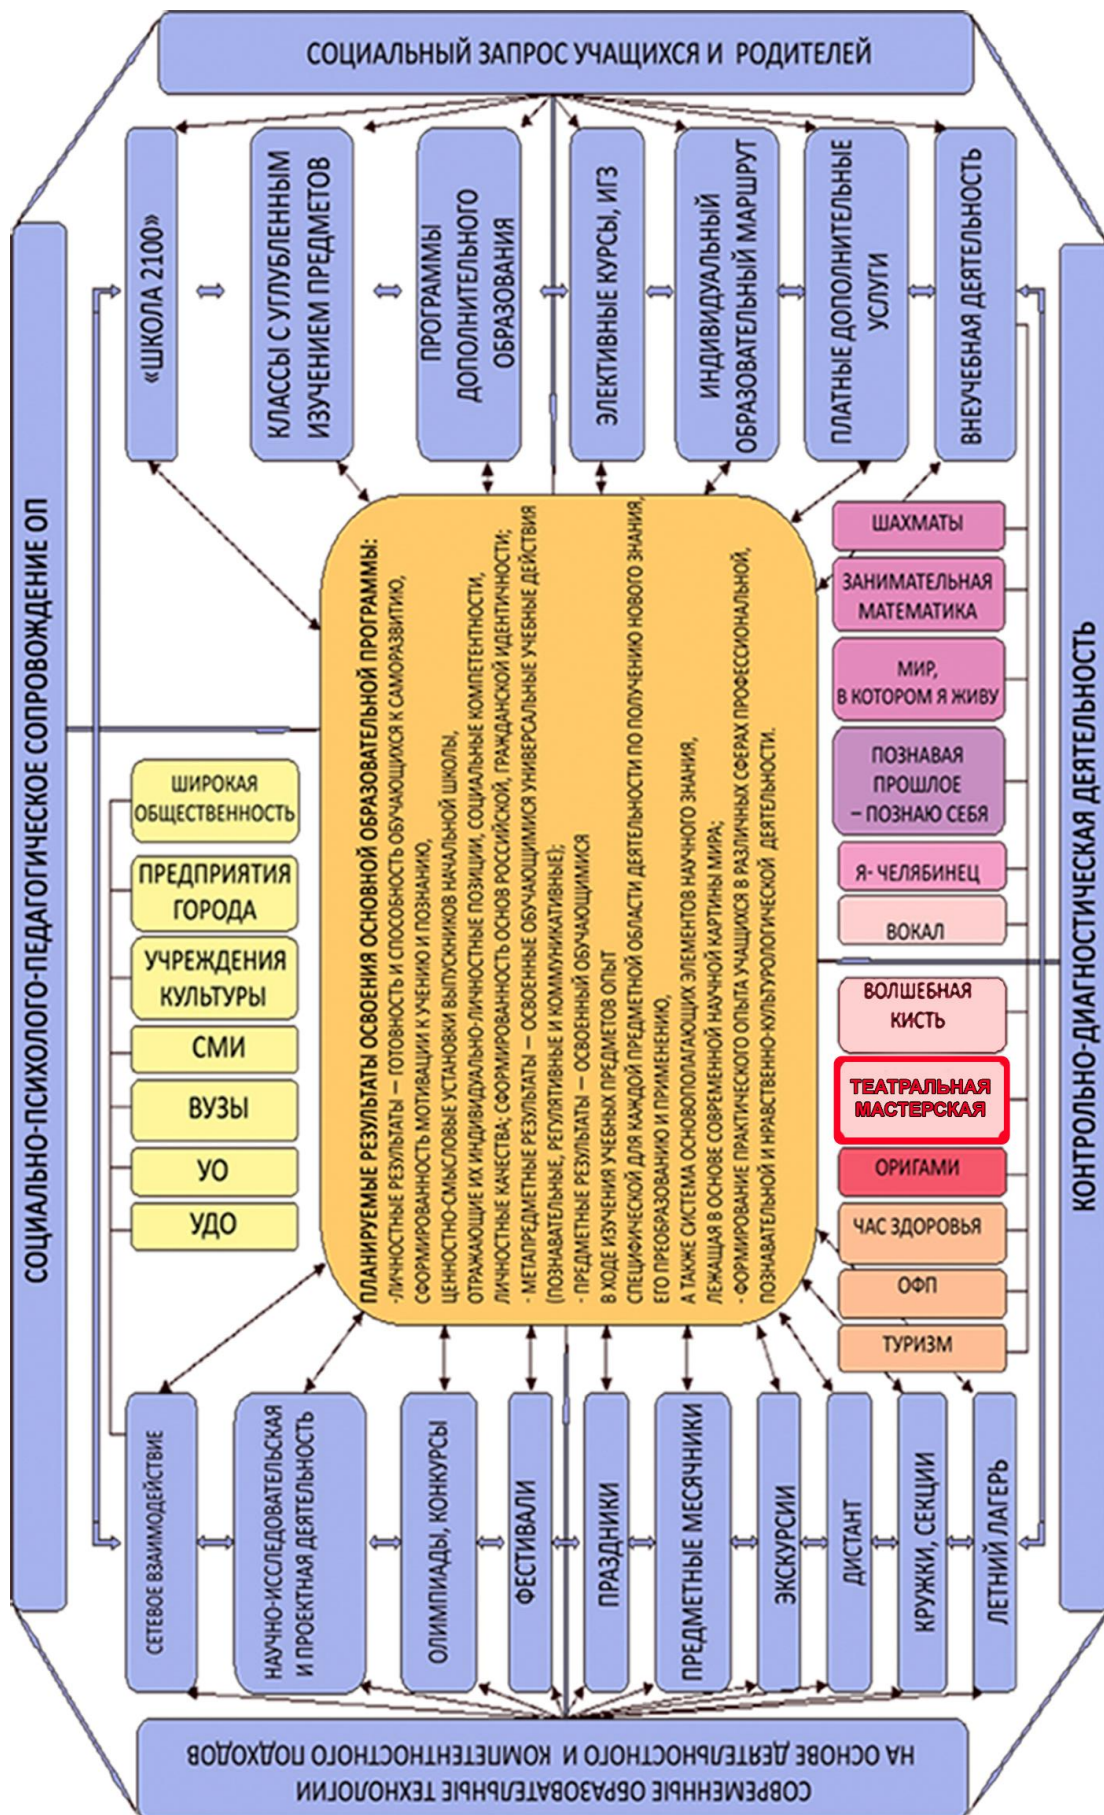 СОЦИАЛЬНЫЙ ЗАПРОС УЧАЩИХСЯ И РОДИТЕЛЕЙ
СОЦИАЛЬНО-ПСИХОЛОГО-ПЕДАГОГИЧЕСКОЕ СОПРОВОЖДЕНИЕ ОП
«ШКОЛА 2100»
КЛАССЫ С УГЛУБЛЕННЫМ
ИЗУЧЕНИЕМ ПРЕДМЕТОВ
ПРОГРАММЫ
ДОПОЛНИТЕЛЬНОГО
ОБРАЗОВАНИЯ
ЭЛЕКТИВНЫЕ КУРСЫ, ИГЗ
ИНДИВИДУАЛЬНЫЙ
ОБРАЗОВАТЕЛЬНЫЙ МАРШРУТ
ПЛАТНЫЕ ДОПОЛНИТЕЛЬНЫЕ
УСЛУГИ
ВНЕУЧЕБНАЯ ДЕЯТЕЛЬНОСТЬ
ШИРОКАЯ
ОБЩЕСТВЕННОСТЬ
ПРЕДПРИЯТИЯ
ГОРОДА
УЧРЕЖДЕНИЯ
КУЛЬТУРЫ
СМИ
ВУЗЫ
УО
УДО
ПЛАНИРУЕМЫЕ РЕЗУЛЬТАТЫ ОСВОЕНИЯ ОСНОВНОЙ ОБРАЗОВАТЕЛЬНОЙ ПРОГРАММЫ:
-ЛИЧНОСТНЫЕ РЕЗУЛЬТАТЫ — ГОТОВНОСТЬ И СПОСОБНОСТЬ ОБУЧАЮЩИХСЯ К САМОРАЗВИТИЮ,
СФОРМИРОВАННОСТЬ МОТИВАЦИИ К УЧЕНИЮ И ПОЗНАНИЮ,
ЦЕННОСТНО-СМЫСЛОВЫЕ УСТАНОВКИ ВЫПУСКНИКОВ НАЧАЛЬНОЙ ШКОЛЫ,
ОТРАЖАЮЩИЕ ИХ ИНДИВИДУАЛЬНО-ЛИЧНОСТНЫЕ ПОЗИЦИИ, СОЦИАЛЬНЫЕ КОМПЕТЕНТНОСТИ,
ЛИЧНОСТНЫЕ КАЧЕСТВА; СФОРМИРОВАННОСТЬ ОСНОВ РОССИЙСКОЙ, ГРАЖДАНСКОЙ ИДЕНТИЧНОСТИ;
- МЕТАПРЕДМЕТНЫЕ РЕЗУЛЬТАТЫ — ОСВОЕННЫЕ ОБУЧАЮЩИМИСЯ УНИВЕРСАЛЬНЫЕ УЧЕБНЫЕ ДЕЙСТВИЯ
(ПОЗНАВАТЕЛЬНЫЕ, РЕГУЛЯТИВНЫЕ И КОММУНИКАТИВНЫЕ);
- ПРЕДМЕТНЫЕ РЕЗУЛЬТАТЫ — ОСВОЕННЫЙ ОБУЧАЮЩИМИСЯ
В ХОДЕ ИЗУЧЕНИЯ УЧЕБНЫХ ПРЕДМЕТОВ ОПЫТ
СПЕЦИФИЧЕСКОЙ ДЛЯ КАЖДОЙ ПРЕДМЕТНОЙ ОБЛАСТИ ДЕЯТЕЛЬНОСТИ ПО ПОЛУЧЕНИЮ НОВОГО ЗНАНИЯ,
ЕГО ПРЕОБРАЗОВАНИЮ И ПРИМЕНЕНИЮ,
А ТАКЖЕ СИСТЕМА ОСНОВОПОЛАГАЮЩИХ ЭЛЕМЕНТОВ НАУЧНОГО ЗНАНИЯ,
ЛЕЖАЩАЯ В ОСНОВЕ СОВРЕМЕННОЙ НАУЧНОЙ КАРТИНЫ МИРА;
- ФОРМИРОВАНИЕ ПРАКТИЧЕСКОГО ОПЫТА УЧАЩИХСЯ В РАЗЛИЧНЫХ СФЕРАХ ПРОФЕССИОНАЛЬНОЙ,
ПОЗНАВАТЕЛЬНОЙ И НРАВСТВЕННО-КУЛЬТУРОЛОГИЧЕСКОЙ ДЕЯТЕЛЬНОСТИ.
ШАХМАТЫ
ЗАНИМАТЕЛЬНАЯ
МАТЕМАТИКА
МИР,
В КОТОРОМ Я ЖИВУ
ПОЗНАВАЯ
ПРОШЛОЕ
– ПОЗНАЮ СЕБЯ
Я- ЧЕЛЯБИНЕЦ
ВОКАЛ
ВОЛШЕБНАЯ
КИСТЬ
ТЕАТРАЛЬНАЯ
МАСТЕРСКАЯ
ОРИГАМИ
ЧАС ЗДОРОВЬЯ
ОФП
ТУРИЗМ
КОНТРОЛЬНО-ДИАГНОСТИЧЕСКАЯ ДЕЯТЕЛЬНОСТЬ
СЕТЕВОЕ ВЗАИМОДЕЙСТВИЕ
НАУЧНО-ИССЛЕДОВАТЕЛЬСКАЯ
И ПРОЕКТНАЯ ДЕЯТЕЛЬНОСТЬ
ОЛИМПИАДЫ, КОНКУРСЫ
ФЕСТИВАЛИ
ПРАЗДНИКИ
ПРЕДМЕТНЫЕ МЕСЯЧНИКИ
ЭКСКУРСИИ
ДИСТАНТ
КРУЖКИ, СЕКЦИИ
ЛЕТНИЙ ЛАГЕРЬ
СОВРЕМЕННЫЕ ОБРАЗОВАТЕЛЬНЫЕ ТЕХНОЛОГИИ
НА ОСНОВЕ ДЕЯТЕЛЬНОСТНОГО И КОМПЕТЕНТНОСТНОГО ПОДХОДОВ